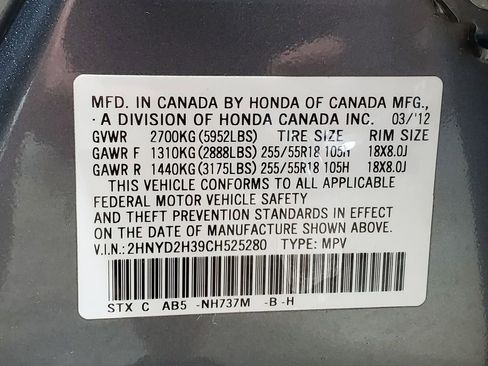 MFD. IN CANADA BY HONDA OF CANADA MFG.,
· A DIVISION OF HONDA CANADA INC. 03/'12
GVWR 2700KG(5952LBS) TIRE SIZE RIM SIZE
GAWR F 1310KG(2888LBS) 255/55R18 105H 18X8.0J
GAWR R 1440KG(3175LBS) 255/55R18 105H 18X8.0J
THIS VEHICLE CONFORMS TO ALL APPLICABLE
FEDERAL MOTOR VEHICLE SAFETY
AND THEFT PREVENTION STANDARDS IN EFFECT
ON THE DATE OF MANUFACTURE SHOWN ABOVE.
V.I.N.: 2HNYD2H39CH525280 TYPE: MPV
STX C AB5 -NH737M -B -H